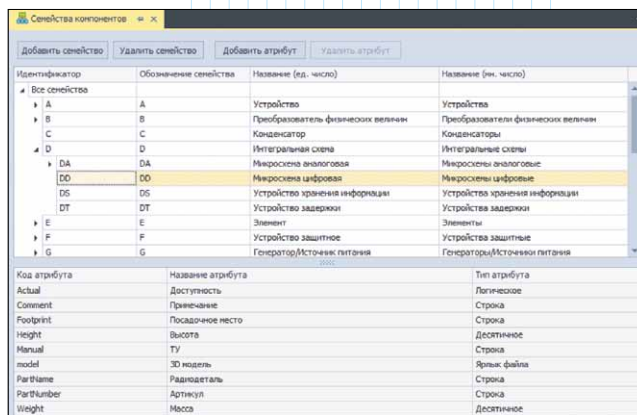 Семейства компонентов
Добавить семейство Удалить семейство Добавить атрибут Удалить атрибут
Идентификатор Обозначение семейства Название (ед. число) Название (мн. число)
Все семейства
A A Устройство Устройства
B B Преобразователь физических величин Преобразователи физических величин
C C Конденсатор Конденсаторы
D D Интегральная схема Интегральные схемы
DA DA Микросхема аналоговая Микросхемы аналоговые
DD DD Микросхема цифровая Микросхемы цифровые
DS DS Устройство хранения информации Устройства хранения информации
DT DT Устройство задержки Устройства задержки
E E Элемент Элементы
F F Устройство защитное Устройства защитные
G G Генератор/Источник питания Генераторы/Источники питания
Код атрибута Название атрибута Тип атрибута
Actual Доступность Логическое
Comment Примечание Строка
Footprint Посадочное место Строка
Height Высота Десятичное
Manual ТУ Строка
model 3D модель Ярлык файла
PartName Радиодеталь Строка
PartNumber Артикул Строка
Weight Масса Десятичное